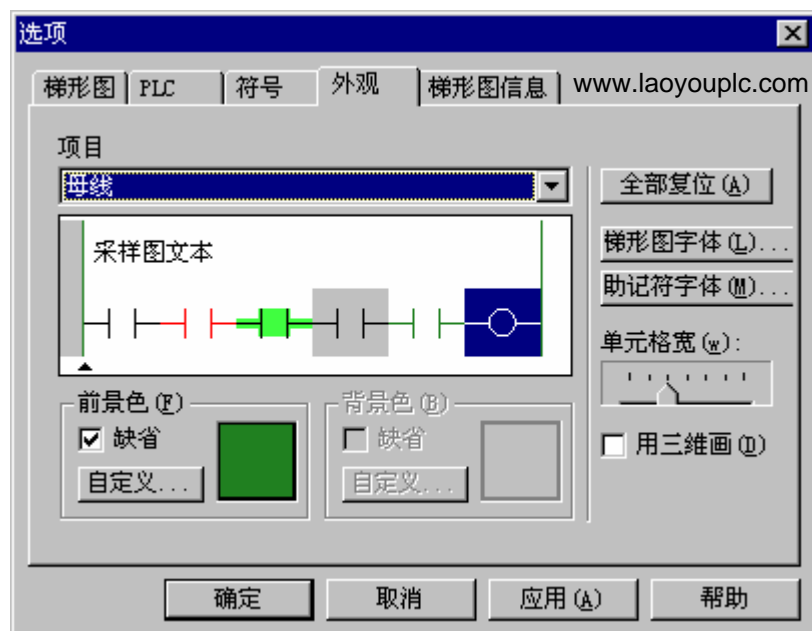 选项
梯形图 PLC 符号 外观 梯形图信息 www.laoyouplc.com
项目
母线
全部复位(A)
采样图文本
梯形图字体(L)...
助记符字体(M)...
单元格宽(w):
前景色(F)
背景色(B)
缺省
缺省
用三维画(D)
自定义...
自定义...
确定 取消 应用(A) 帮助